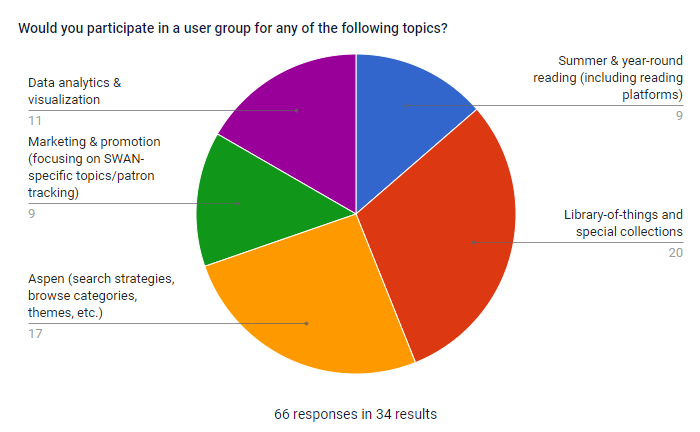 Would you participate in a user group for any of the following topics?
Summer & year-round
reading (including reading
platforms)
9
Data analytics &
visualization
11
Marketing & promotion
(focusing on SWAN-
specific topics/patron
tracking)
9
Library-of-things and
special collections
20
Aspen (search strategies,
browse categories,
themes, etc.)
17
66 responses in 34 results